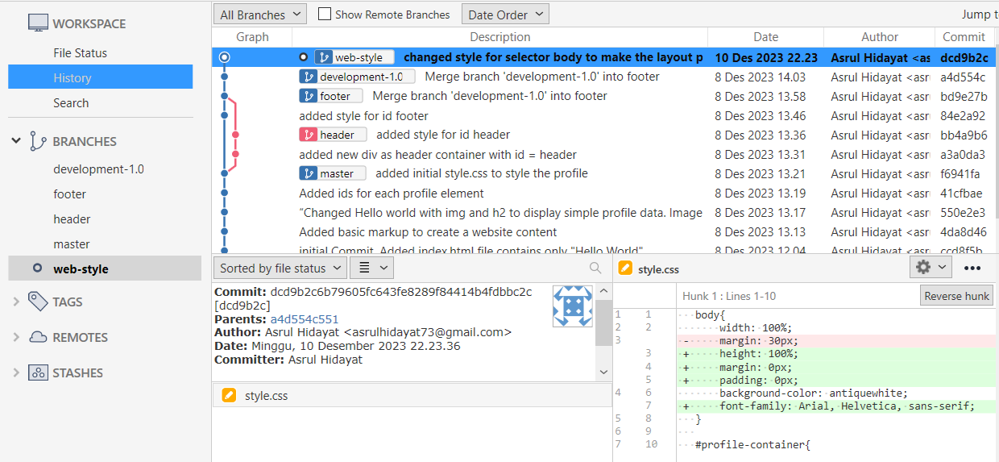 WORKSPACE
File Status
History
Search
BRANCHES
development-1.0
footer
header
master
web-style
TAGS
REMOTES
STASHES
All Branches Show Remote Branches Date Order Jump t
Graph Description Date Author Commit
web-style changed style for selector body to make the layout p 10 Des 2023 22.23 Asrul Hidayat <as dcd9b2c
development-1.0 Merge branch 'development-1.0' into footer 8 Des 2023 14.03 Asrul Hidayat <asr a4d554c
footer Merge branch 'development-1.0' into footer 8 Des 2023 13.58 Asrul Hidayat <asr bd9e27b
added style for id footer 8 Des 2023 13.46 Asrul Hidayat <asr 84e2a92
header added style for id header 8 Des 2023 13.36 Asrul Hidayat <asr bb4a9b6
added new div as header container with id = header 8 Des 2023 13.31 Asrul Hidayat <asr a3a0da3
master added initial style.css to style the profile 8 Des 2023 13.21 Asrul Hidayat <asr f6941fa
Added ids for each profile element 8 Des 2023 13.19 Asrul Hidayat <asr 41cfbae
“Changed Hello world with img and h2 to display simple profile data. Image 8 Des 2023 13.17 Asrul Hidayat <asr 550e2e3
Added basic markup to create a website content 8 Des 2023 13.13 Asrul Hidayat <asr 4da8d46
initial Commit. Added index.html file contains only "Hello World" 8 Des 2023 12.04 Asrul Hidayat <asr ccd8f5b
Sorted by file status
Commit: dcd9b2c6b79605fc643fe8289f84414b4fdbbc2c
[dcd9b2c]
Parents: a4d554c551
Author: Asrul Hidayat <asrulhidayat73@gmail.com>
Date: Minggu, 10 Desember 2023 22.23.36
Committer: Asrul Hidayat
style.css
style.css
Hunk 1 : Lines 1-10 Reverse hunk
1 1 body{
2 2 width: 100%;
3 - margin: 30px;
3 + height: 100%;
4 + margin: 0px;
5 + padding: 0px;
4 6 background-color: antiquewhite;
7 + font-family: Arial, Helvetica, sans-serif;
5 8 }
6 9
7 10 #profile-container{